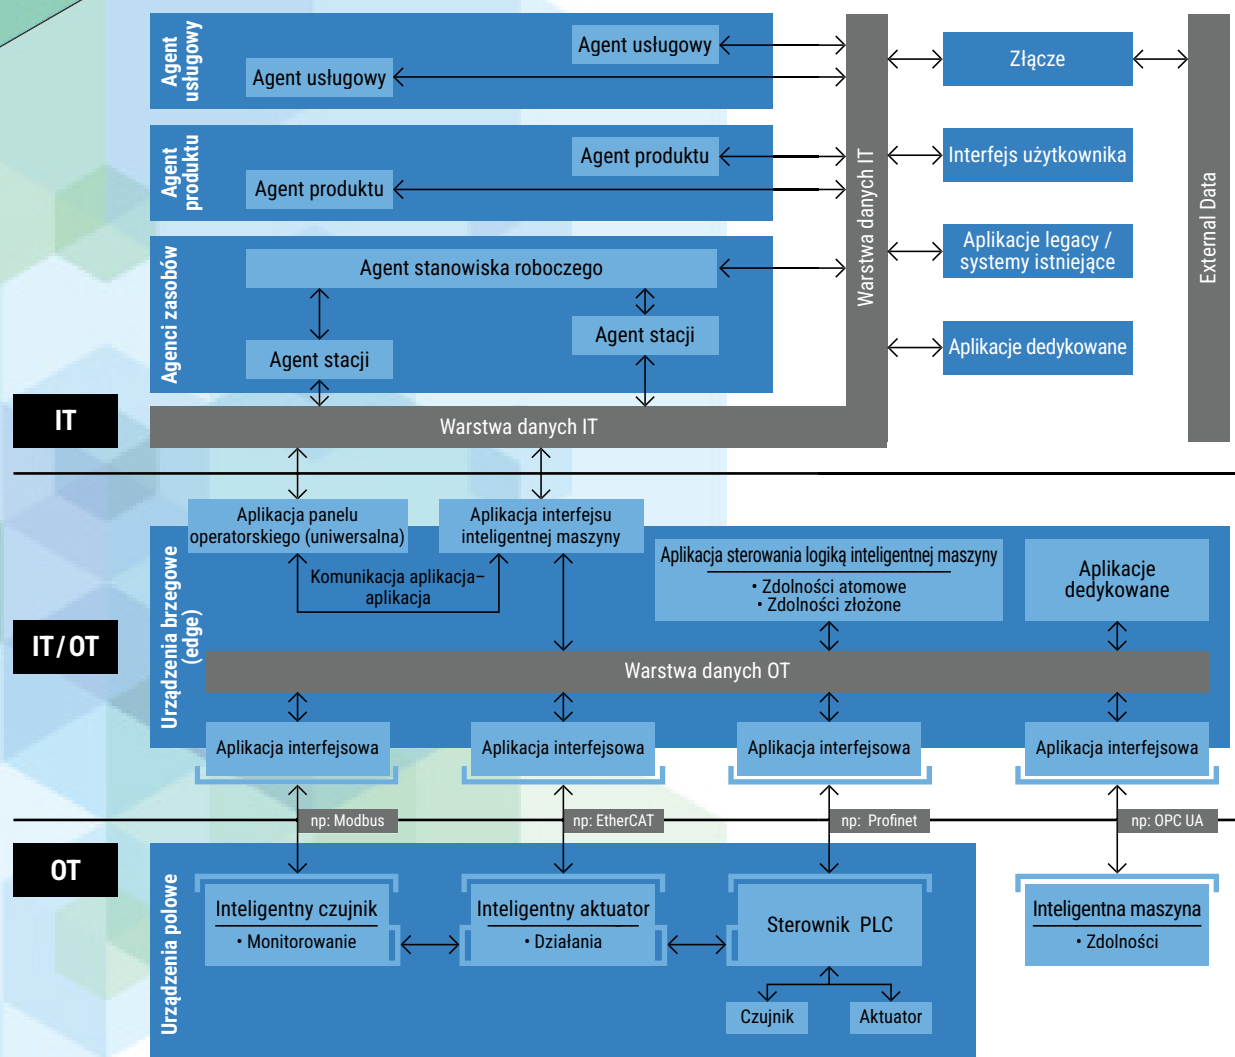 Agent
usługowy
Agent usługowy
Agent usługowy
Agent
produktu
Agent produktu
Agent produktu
Agenci zasobów
Agent stanowiska roboczego
Agent stacji
Agent stacji
Warstwa danych IT
Złącze
Interfejs użytkownika
Aplikacje legacy /
systemy istniejące
Aplikacje dedykowane
External Data
IT
Warstwa danych IT
Aplikacja panelu
operatorskiego (uniwersalna)
Aplikacja interfejsu
inteligentnej maszyny
Komunikacja aplikacja–
aplikacja
Aplikacja sterowania logiką inteligentnej maszyny
• Zdolności atomowe
• Zdolności złożone
Aplikacje
dedykowane
IT / OT
Urządzenia brzegowe
(edge)
Warstwa danych OT
Aplikacja interfejsowa
Aplikacja interfejsowa
Aplikacja interfejsowa
Aplikacja interfejsowa
np: Modbus
np: EtherCAT
np: Profinet
np: OPC UA
OT
Urządzenia polowe
Inteligentny czujnik
• Monitorowanie
Inteligentny aktuator
• Działania
Sterownik PLC
Czujnik
Aktuator
Inteligentna maszyna
• Zdolności